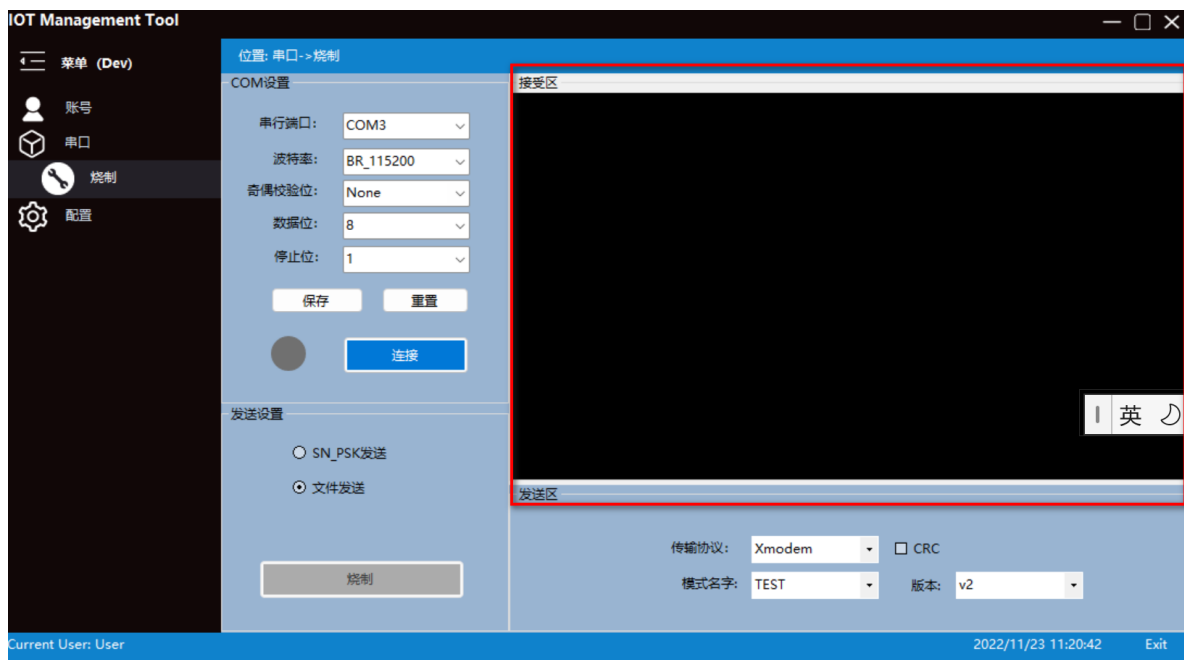 IOT Management Tool
菜单 (Dev)
账号
串口
烧制
配置
位置: 串口->烧制
COM设置
串行端口: COM3
波特率: BR_115200
奇偶校验位: None
数据位: 8
停止位: 1
保存 重置
连接
发送设置
SN_PSK发送
文件发送
烧制
接受区
英
发送区
传输协议: Xmodem CRC
模式名字: TEST 版本: v2
Current User: User 2022/11/23 11:20:42 Exit